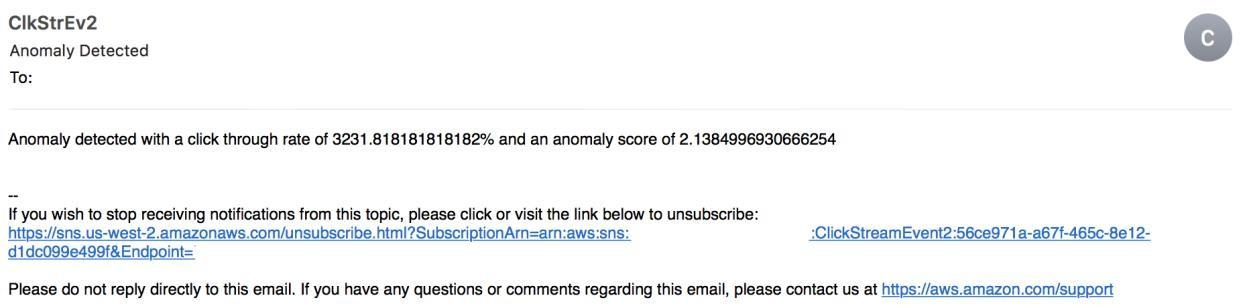 ClkStrEv2
C
Anomaly Detected
To:
Anomaly detected with a click through rate of 3231.818181818182% and an anomaly score of 2.1384996930666254
--
If you wish to stop receiving notifications from this topic, please click or visit the link below to unsubscribe:
https://sns.us-west-2.amazonaws.com/unsubscribe.html?SubscriptionArn=arn:aws:sns: :ClickStreamEvent2:56ce971a-a67f-465c-8e12-
d1dc099e499f&Endpoint=
Please do not reply directly to this email. If you have any questions or comments regarding this email, please contact us at https://aws.amazon.com/support